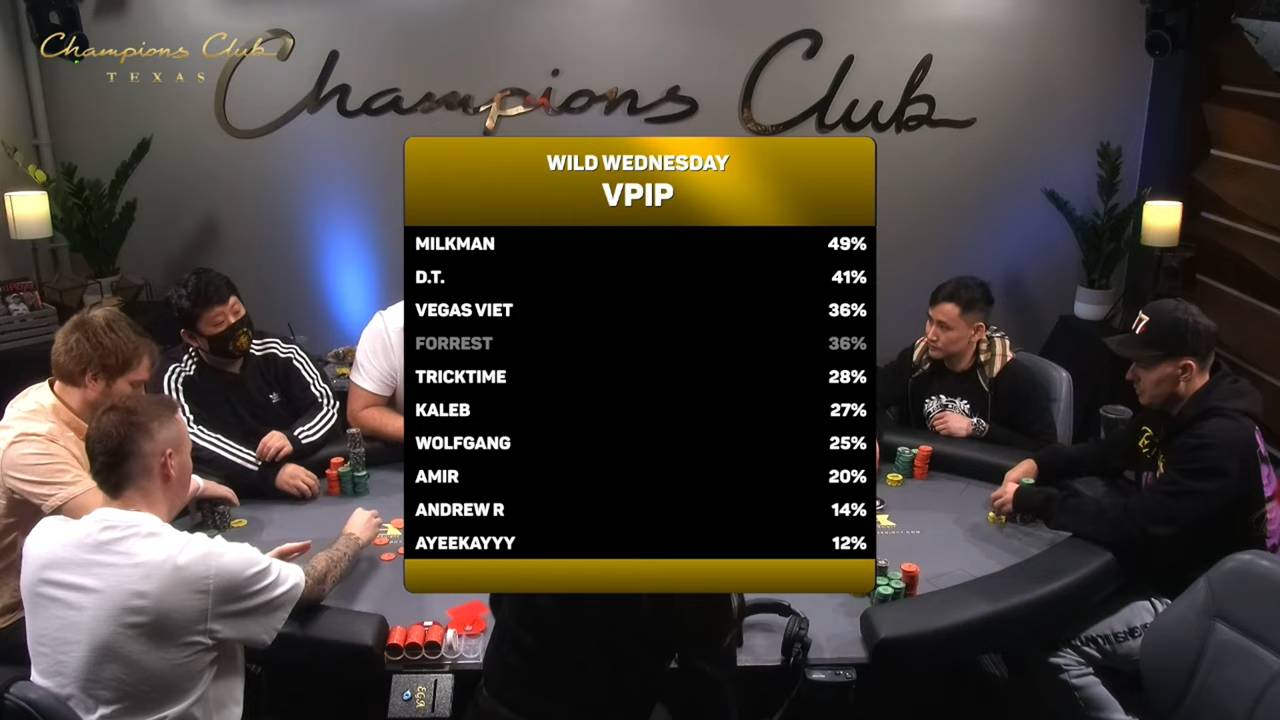 Champions Club
TEXAS
Champions Club
WILD WEDNESDAY
VPIP
MILKMAN 49%
D.T. 41%
VEGAS VIET 36%
FORREST 36%
TRICKTIME 28%
KALEB 27%
WOLFGANG 25%
AMIR 20%
ANDREW R 14%
AYEEKAYYY 12%